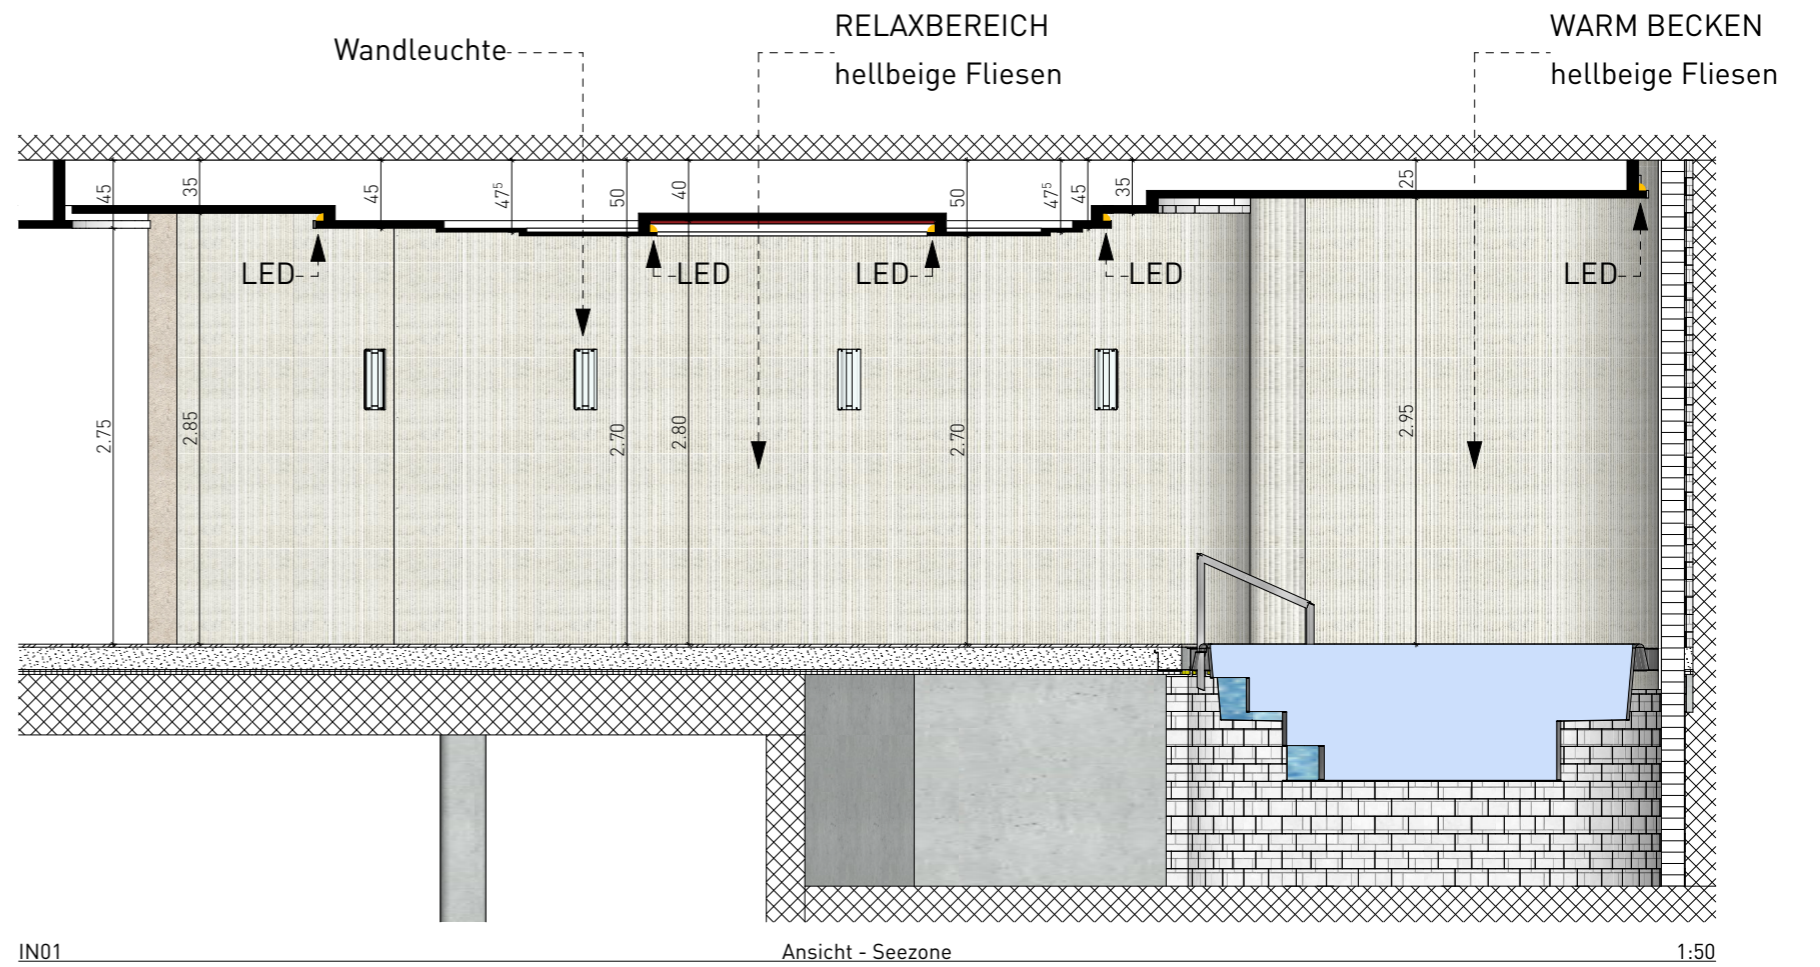 RELAXBEREICH
WARM BECKEN
Wandleuchte
hellbeige Fliesen
hellbeige Fliesen
45
35
45
47⁵
50
40
50
47⁵
45
35
25
LED
LED
LED
LED
LED
2.75
2.85
2.70
2.80
2.70
2.95
IN01
Ansicht - Seezone
1:50